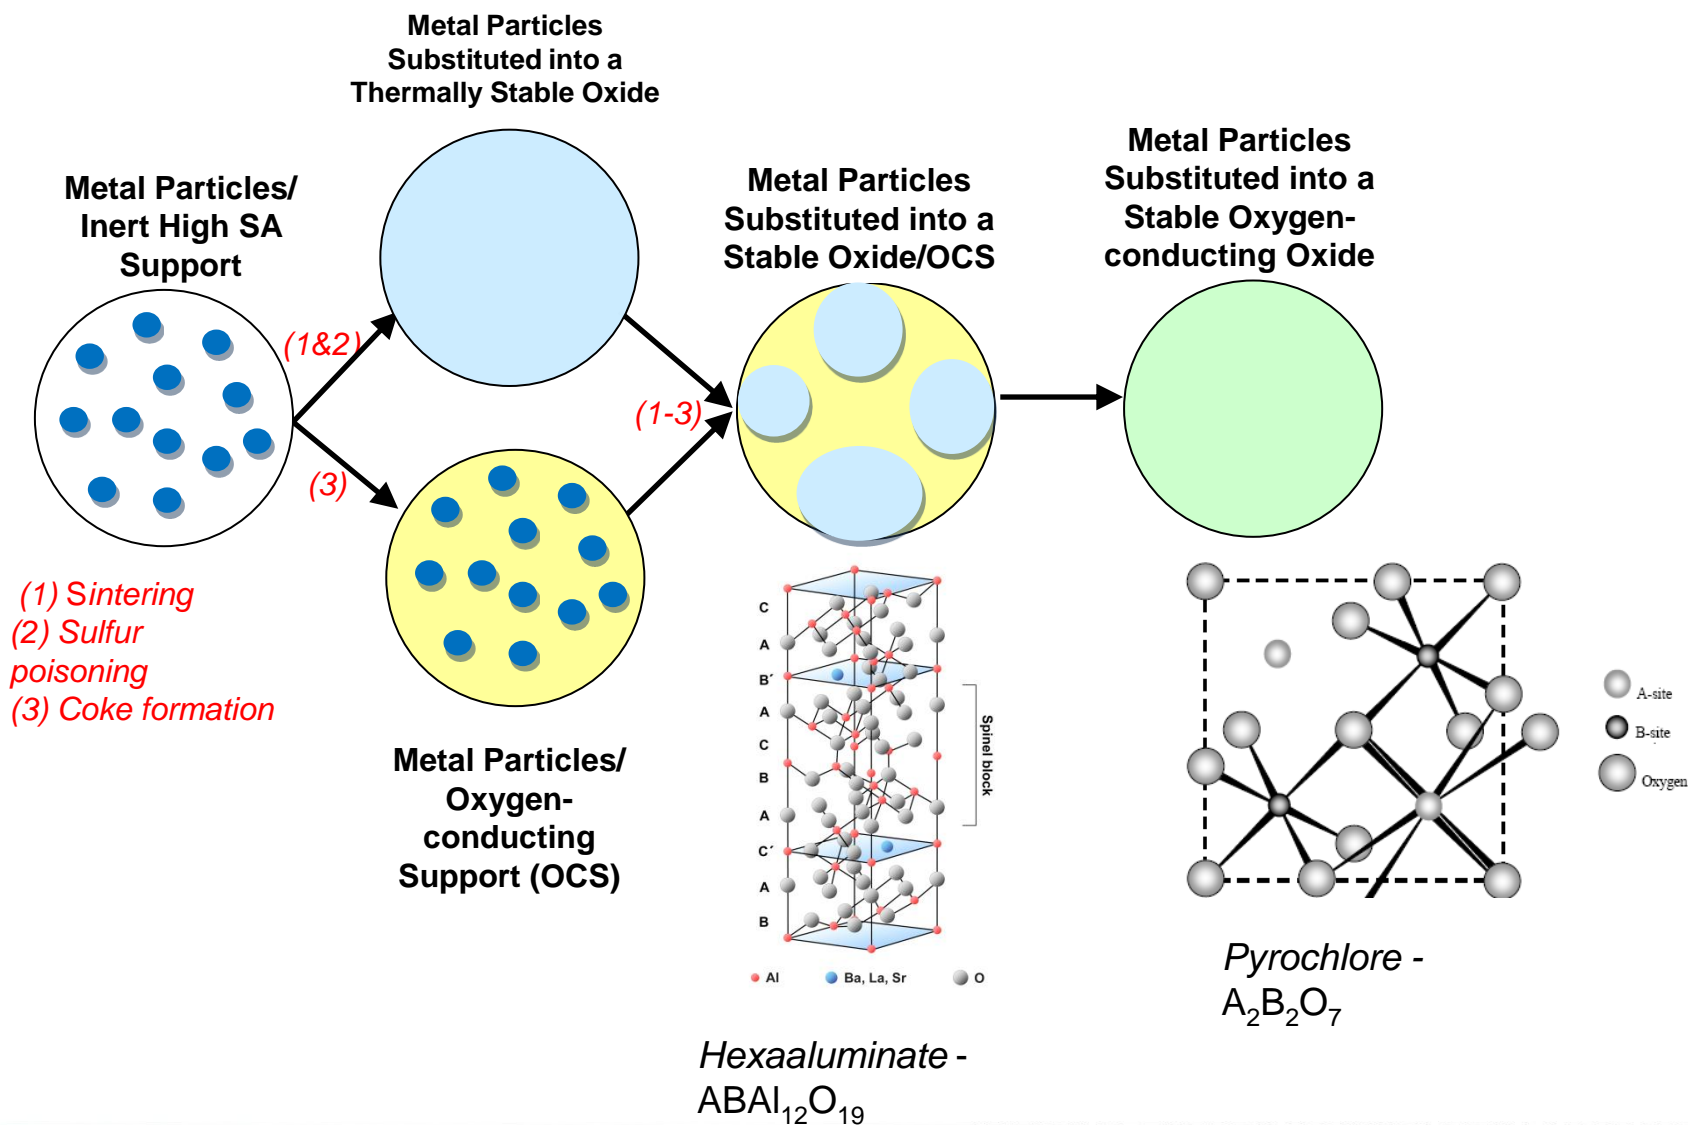 Metal Particles
Substituted into a
Thermally Stable Oxide
Metal Particles/
Inert High SA
Support
Metal Particles
Substituted into a
Stable Oxide/OCS
Metal Particles
Substituted into a
Stable Oxygen-
conducting Oxide
(1&2)
(3)
(1-3)
(1) Sintering
(2) Sulfur
poisoning
(3) Coke formation
Metal Particles/
Oxygen-
conducting
Support (OCS)
C
A
B′
A
C
B
A
C′
A
B
Spinel block
Al
Ba, La, Sr
O
Hexaaluminate -
ABAl₁₂O₁₉
A-site
B-site
Oxygen
Pyrochlore -
A₂B₂O₇